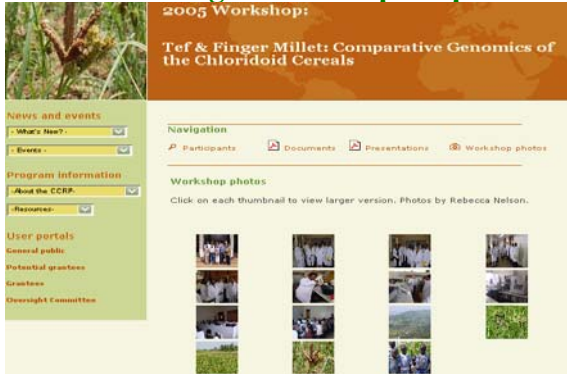 2005 Workshop:
Tef & Finger Millet: Comparative Genomics of
the Chloridoid Cereals
News and events
- What's New? -
- Events -
Program information
-About the CCRP-
-Resources-
User portals
General public
Potential grantees
Grantees
Oversight Committee
Navigation
Participants
Documents
Presentations
Workshop photos
Workshop photos
Click on each thumbnail to view larger version. Photos by Rebecca Nelson.